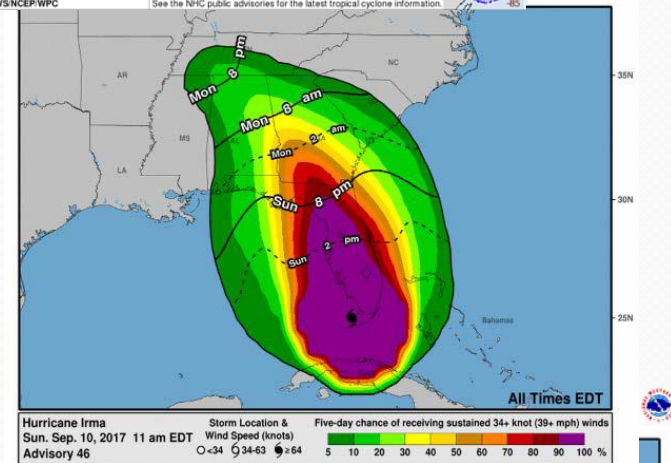 VS/NCEP/WPC
See the NHC public advisories for the latest tropical cyclone information.
-85
Mon 8 pm
Mon 8 am
Mon 2 am
Sun 8 pm
Sun 2 pm
AR
NC
MS
AL
LA
Bahamas
35N
30N
25N
All Times EDT
Hurricane Irma
Sun. Sep. 10, 2017 11 am EDT
Advisory 46
Storm Location &
Wind Speed (knots)
<34 34-63 ≥64
Five-day chance of receiving sustained 34+ knot (39+ mph) winds
5 10 20 30 40 50 60 70 80 90 100 %